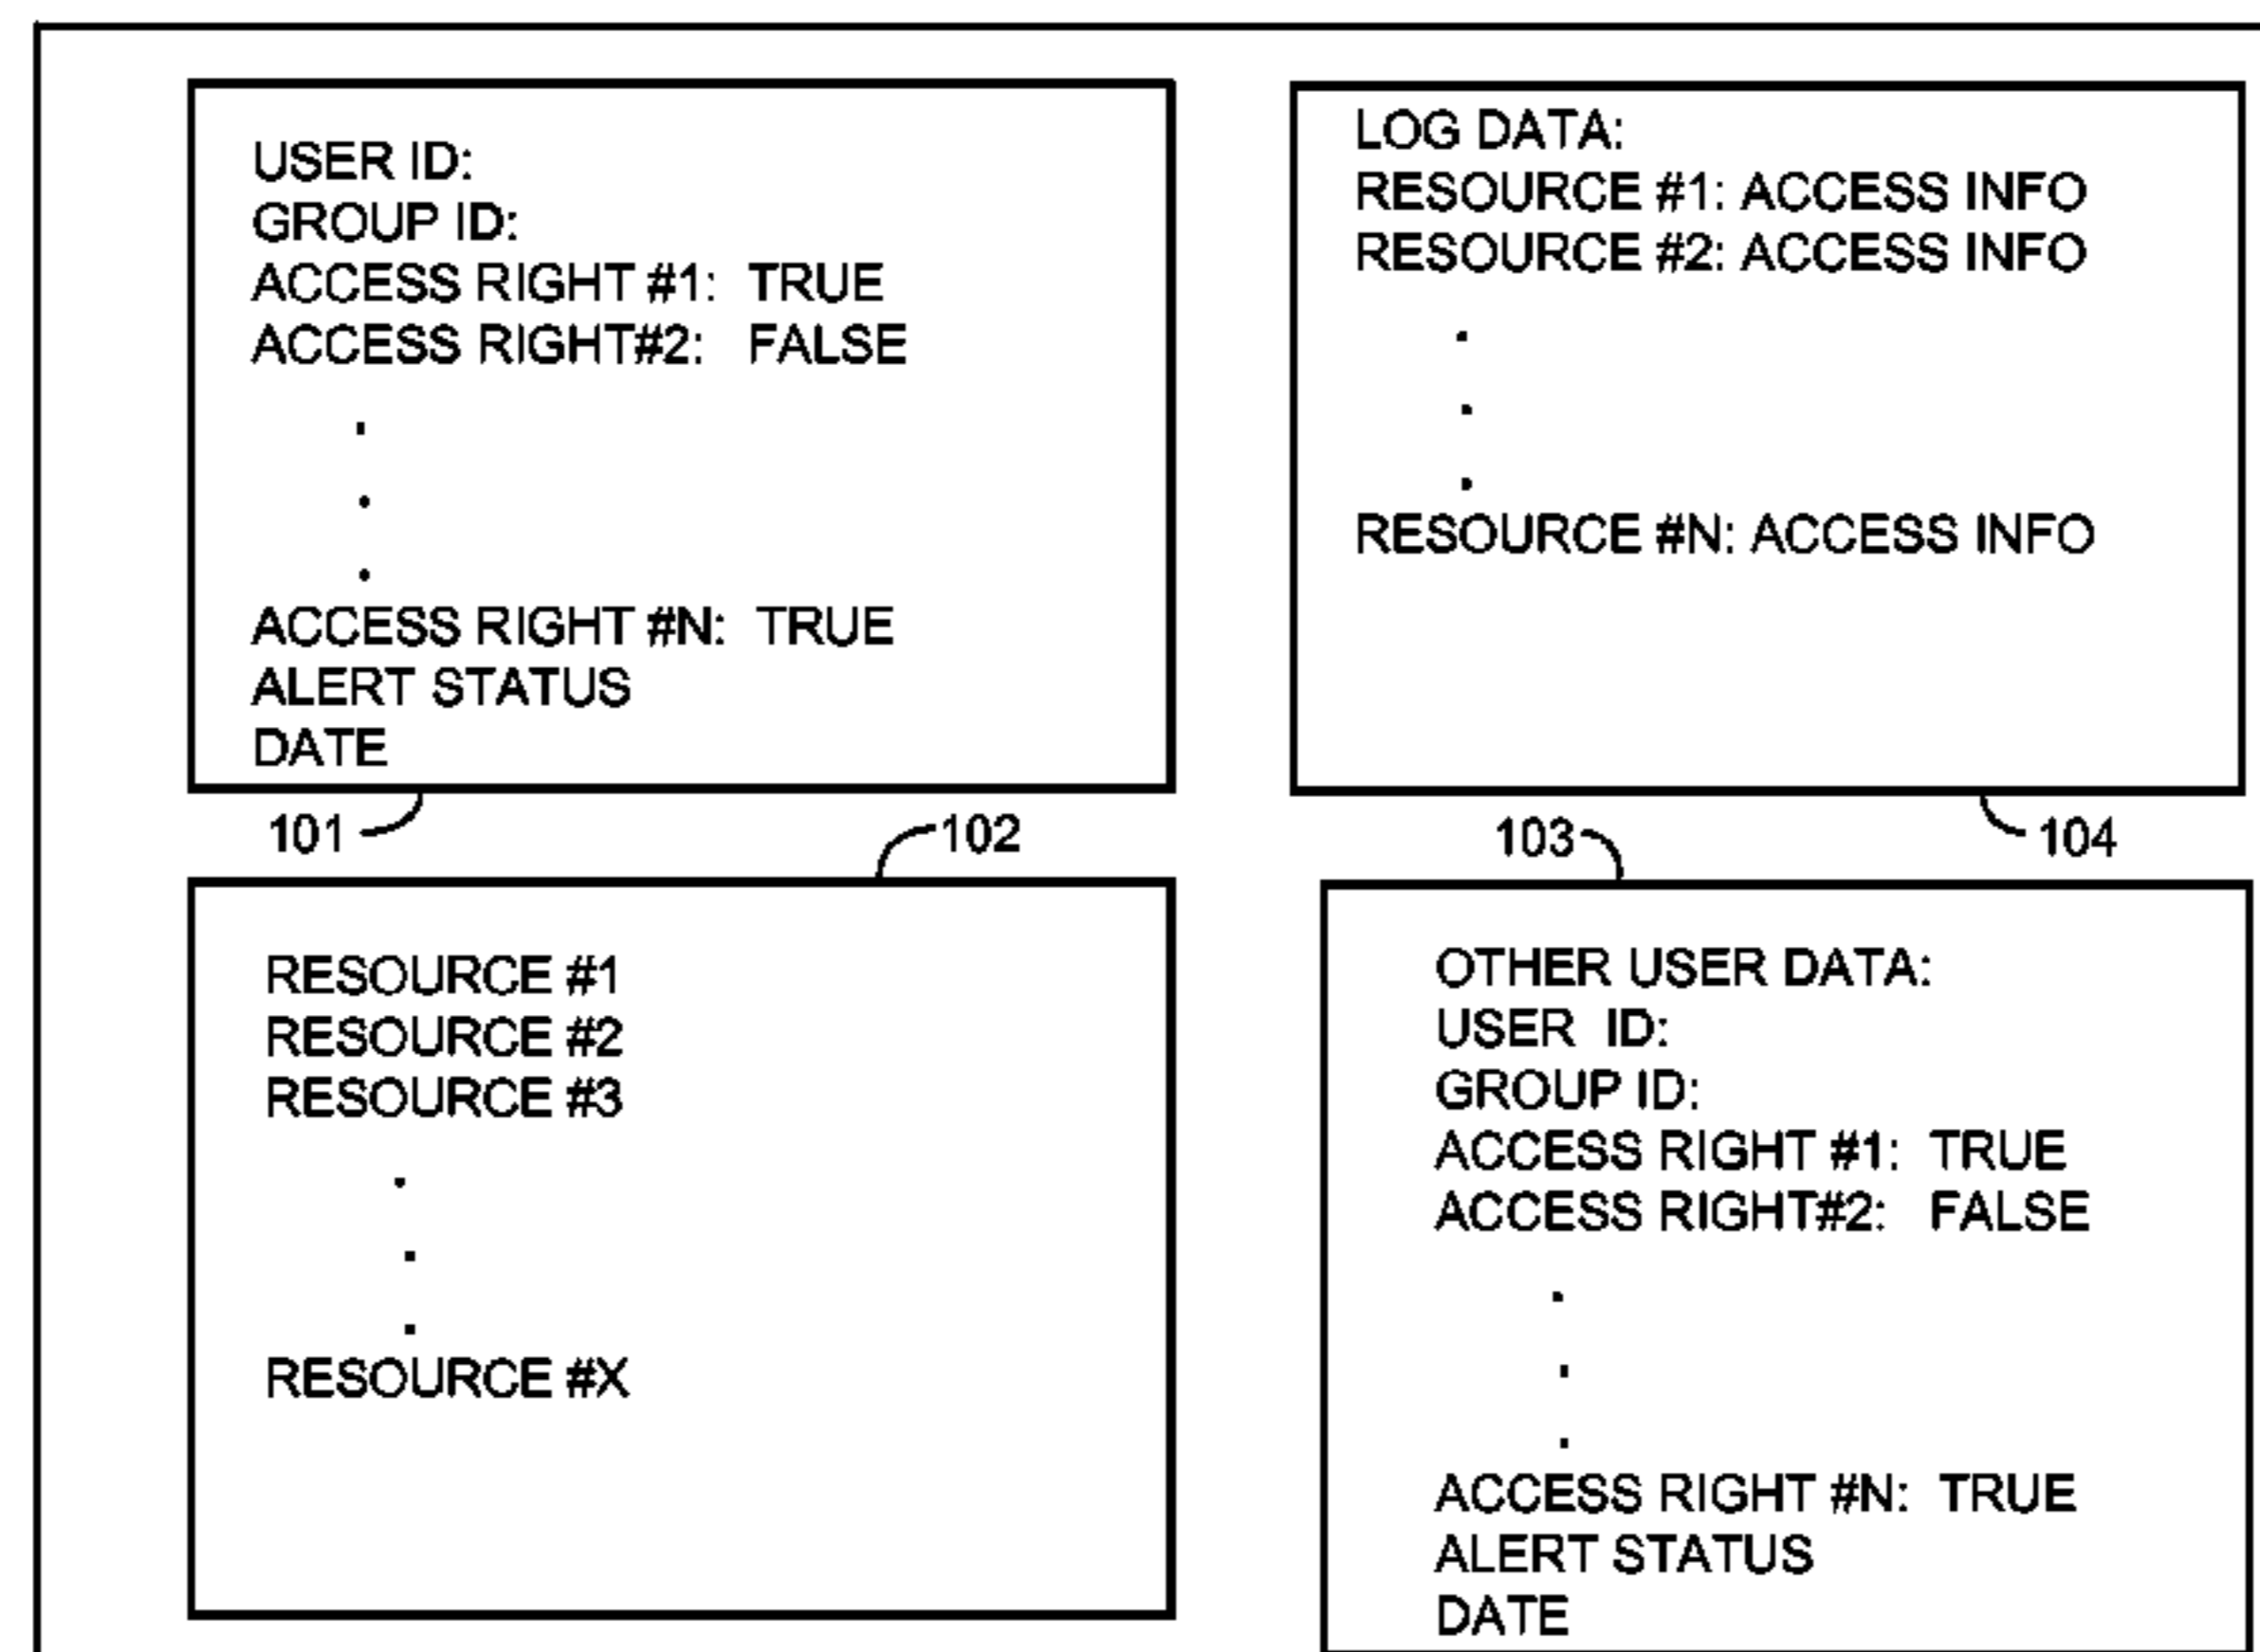 USER ID:
GROUP ID:
ACCESS RIGHT #1: TRUE
ACCESS RIGHT#2: FALSE
.
.
.
ACCESS RIGHT #N: TRUE
ALERT STATUS
DATE
101
LOG DATA:
RESOURCE #1: ACCESS INFO
RESOURCE #2: ACCESS INFO
.
.
.
RESOURCE #N: ACCESS INFO
104
102
RESOURCE #1
RESOURCE #2
RESOURCE #3
.
.
.
RESOURCE #X
103
OTHER USER DATA:
USER ID:
GROUP ID:
ACCESS RIGHT #1: TRUE
ACCESS RIGHT#2: FALSE
.
.
.
ACCESS RIGHT #N: TRUE
ALERT STATUS
DATE